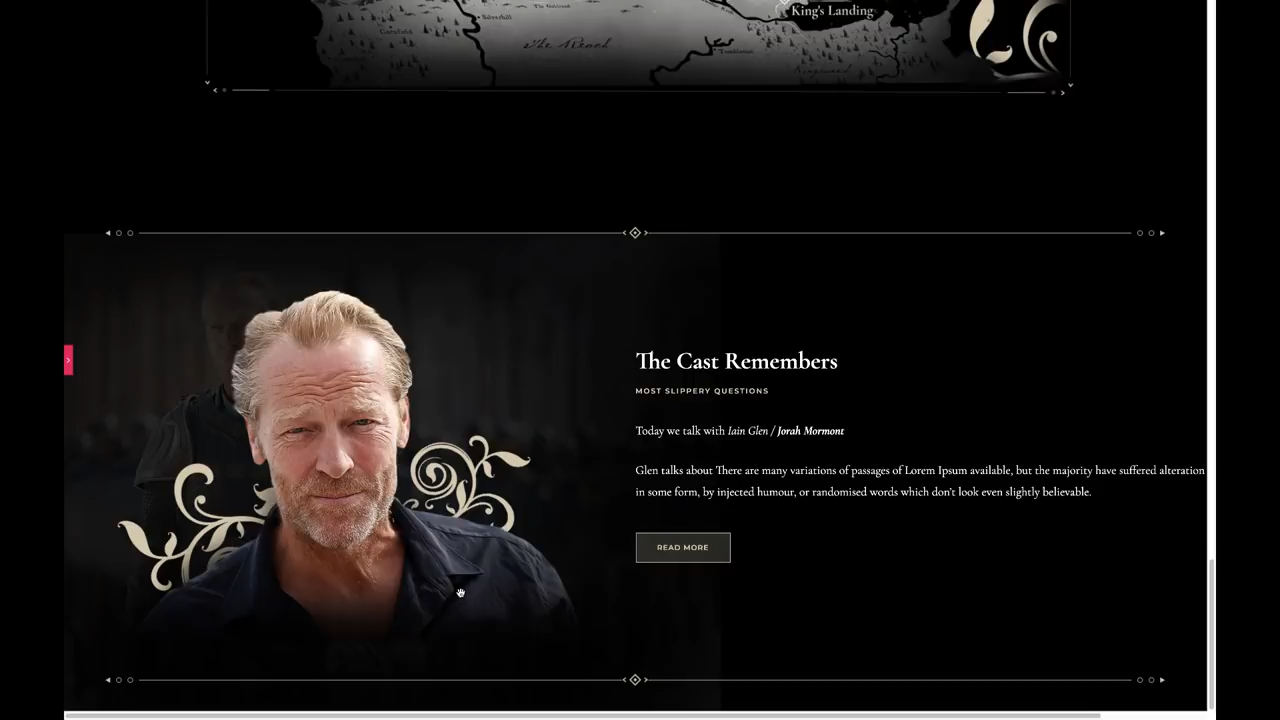 King's Landing
The Reach
The Cast Remembers
MOST SLIPPERY QUESTIONS
Today we talk with Iain Glen / Jorah Mormont
Glen talks about There are many variations of passages of Lorem Ipsum available, but the majority have suffered alteration
in some form, by injected humour, or randomised words which don't look even slightly believable.
READ MORE